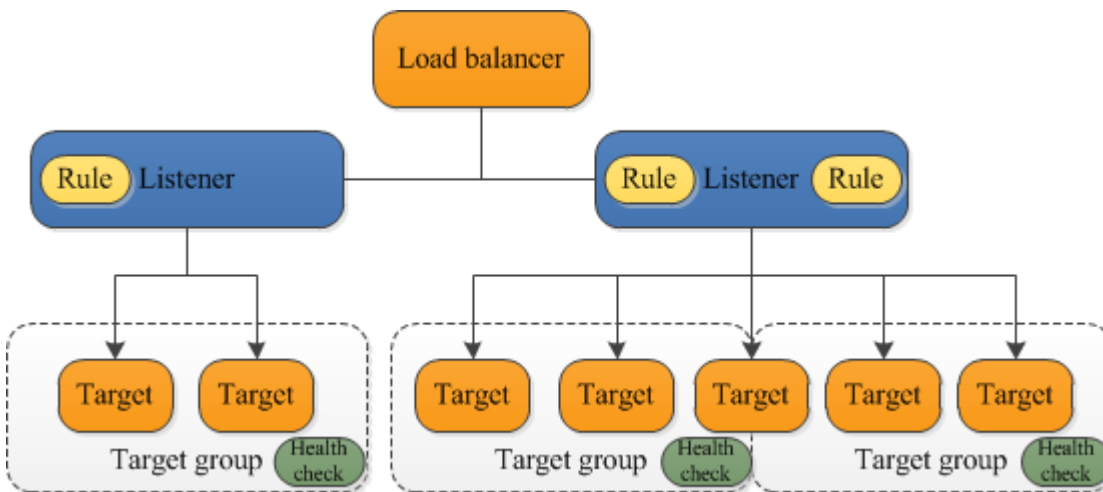 Load balancer
Rule Listener
Rule Listener Rule
Target Target
Target Target Target Target Target
Target group Health check
Target group Health check
Target group Health check